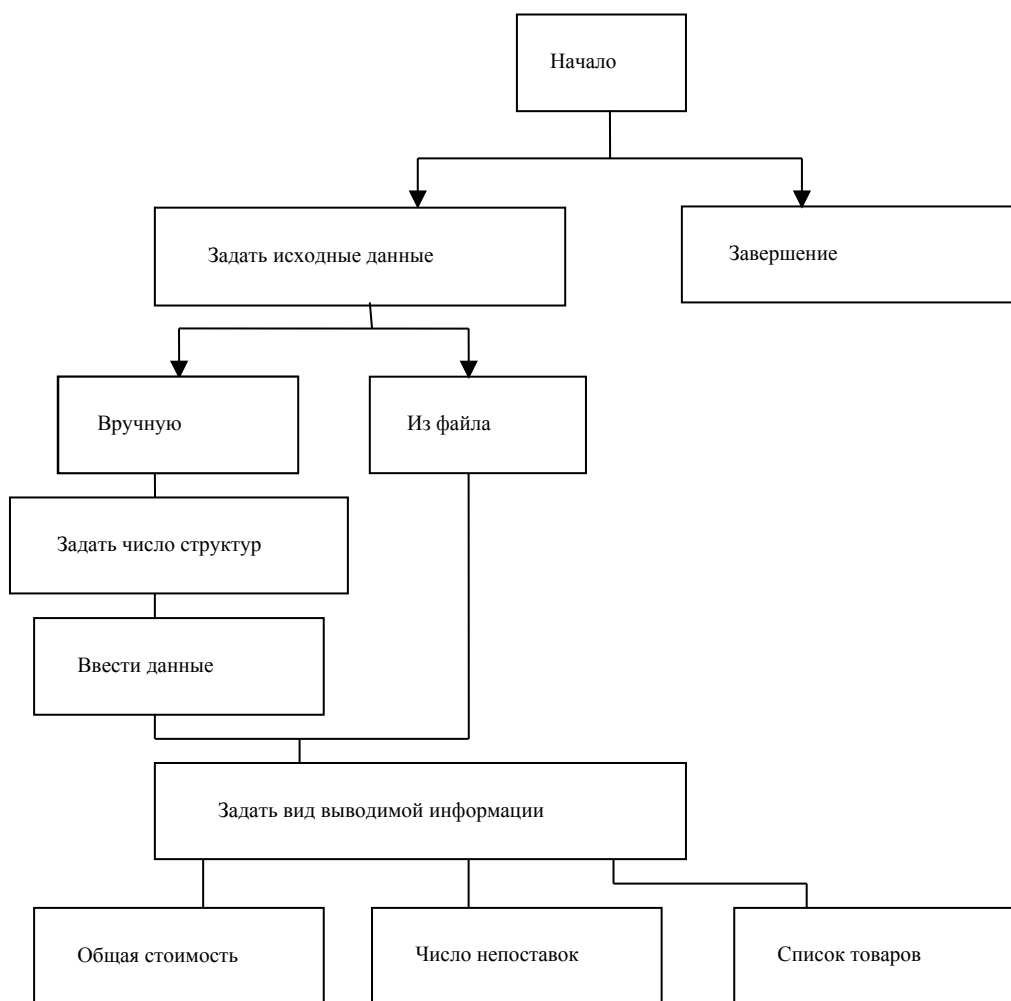 Начало
Задать исходные данные
Завершение
Вручную
Из файла
Задать число структур
Ввести данные
Задать вид выводимой информации
Общая стоимость
Число непоставок
Список товаров